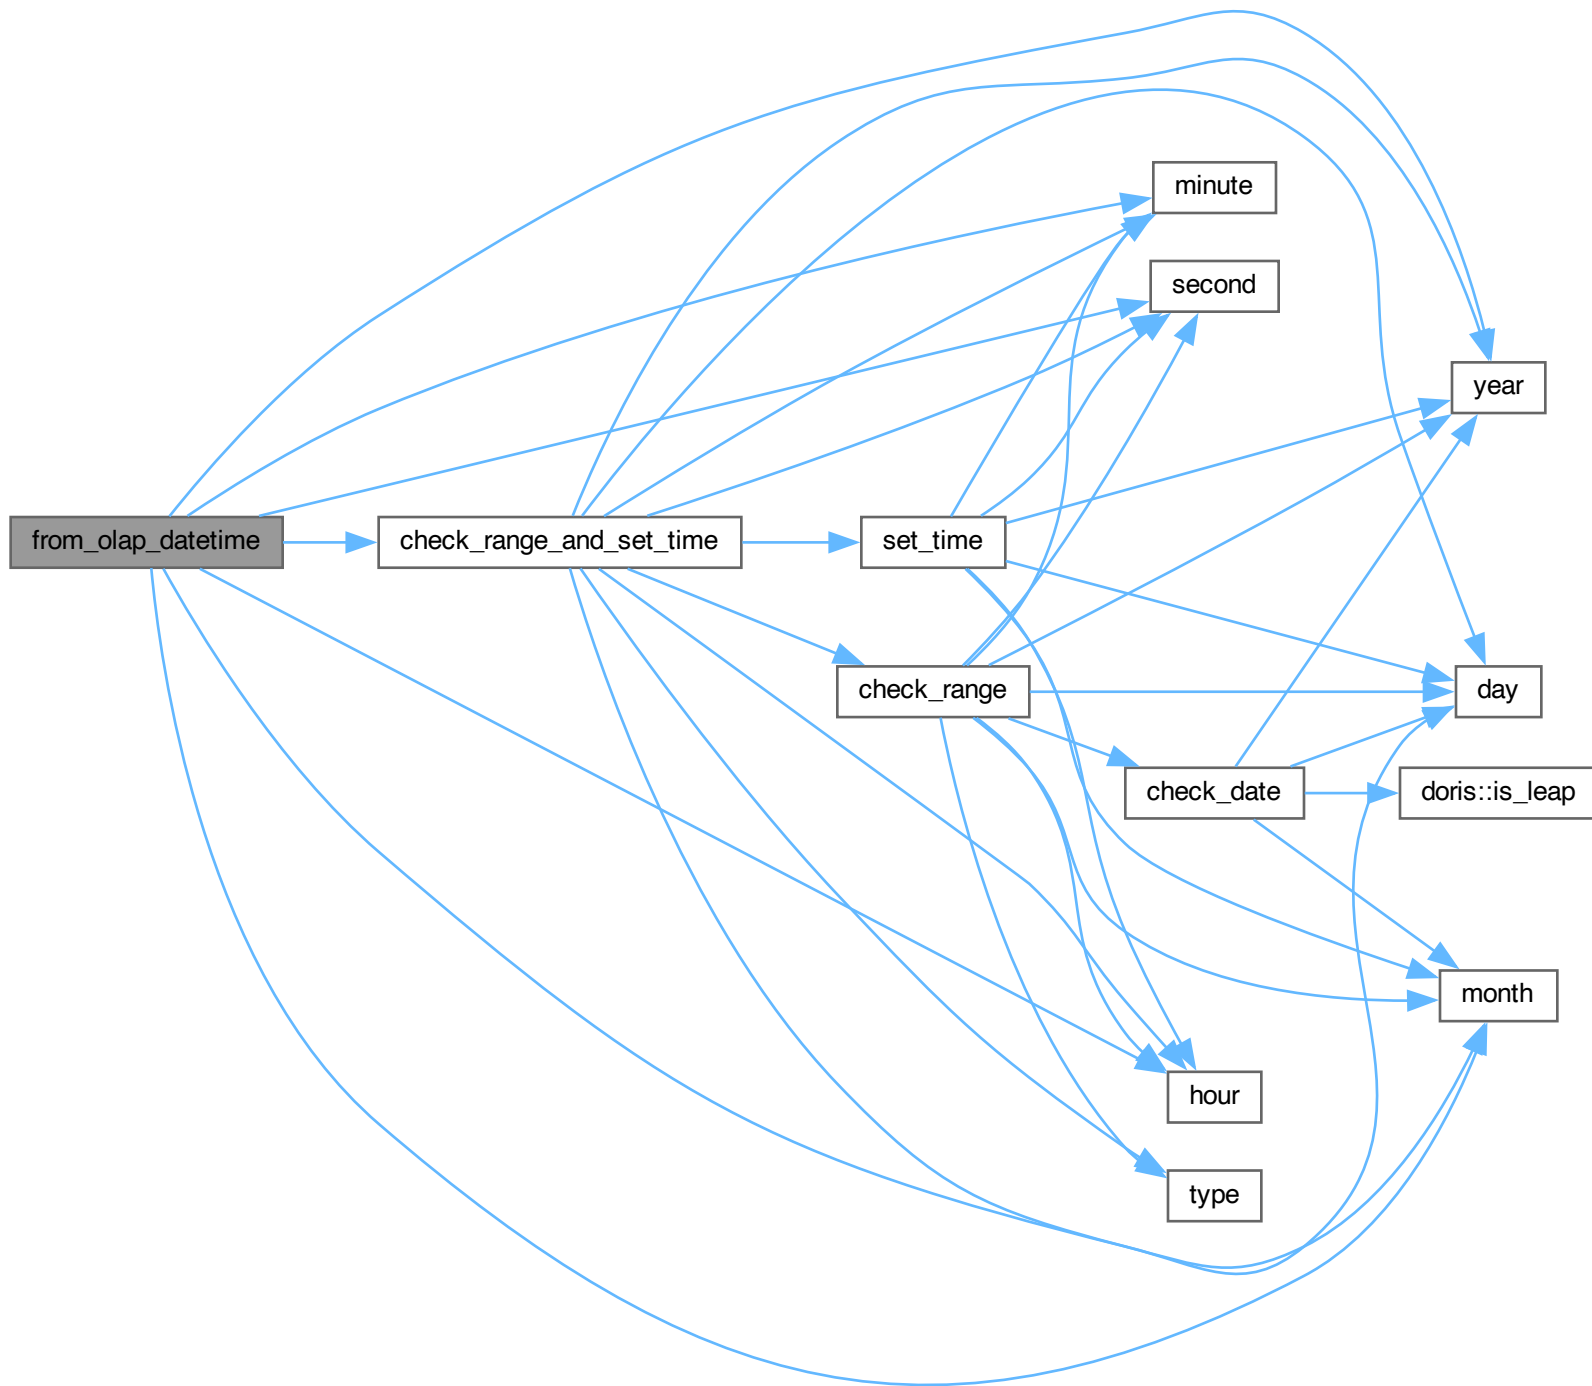 minute
second
year
from_olap_datetime
check_range_and_set_time
set_time
check_range
day
check_date
doris::is_leap
month
hour
type